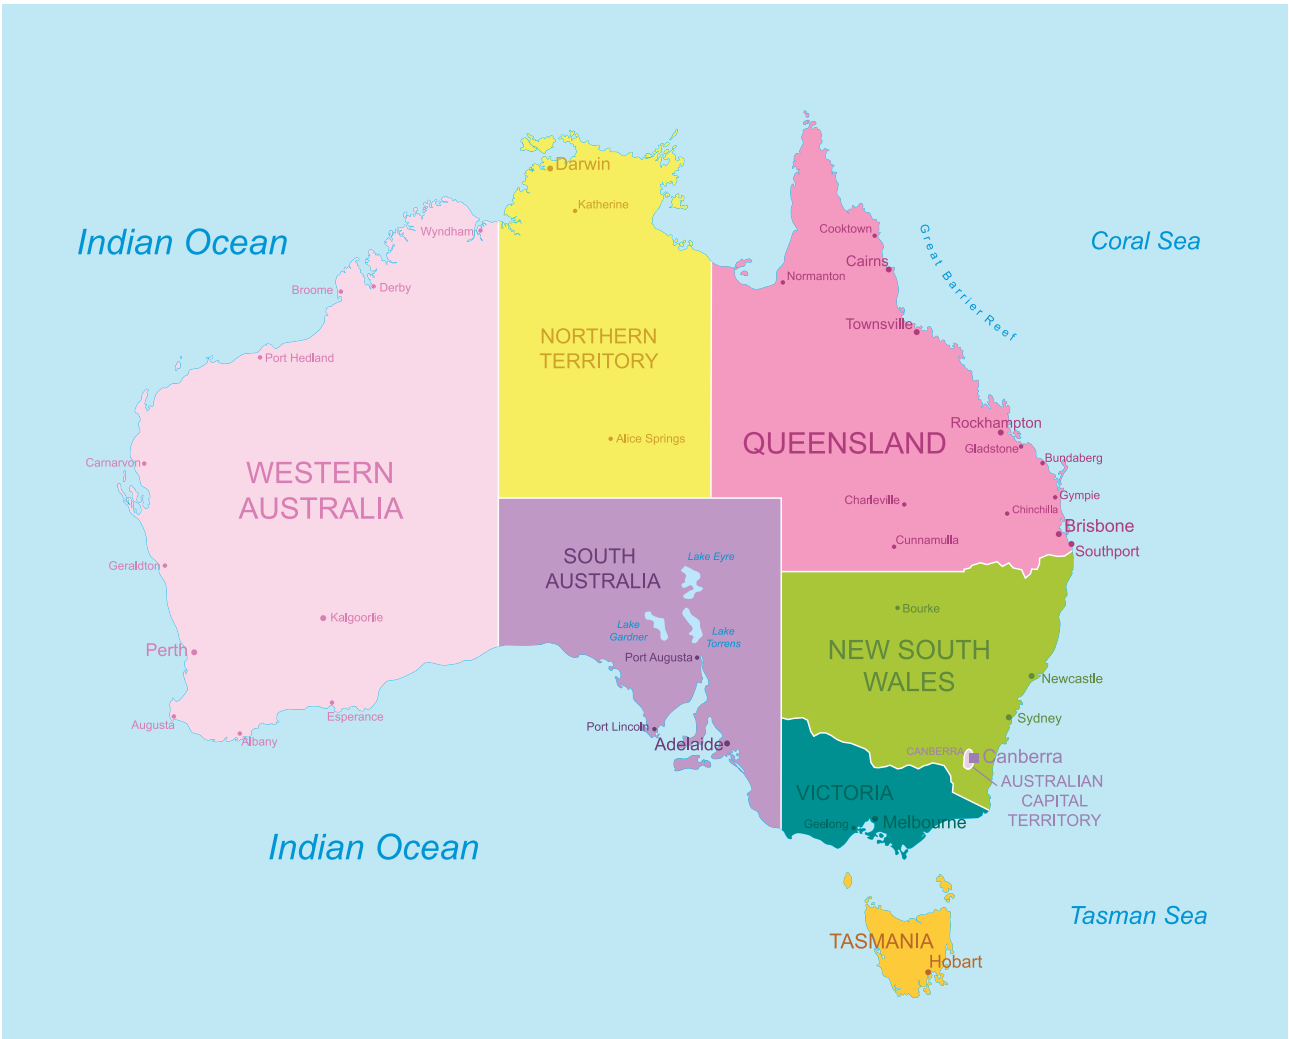 Darwin
Katherine
Wyndham
Indian Ocean
Cooktown
Great Barrier Reef
Coral Sea
Cairns
Normanton
Broome
Derby
Townsville
NORTHERN
TERRITORY
Port Hedland
Rockhampton
Alice Springs
QUEENSLAND
Gladstone
Bundaberg
Carnarvon
WESTERN
AUSTRALIA
Charleville
Gympie
Chinchilla
Brisbone
Cunnamulla
Southport
SOUTH
AUSTRALIA
Lake Eyre
Geraldton
Bourke
Kalgoorlie
Lake
Gardner
Lake
Torrens
Perth
Port Augusta
NEW SOUTH
WALES
Newcastle
Augusta
Esperance
Albany
Port Lincoln
Adelaide
Sydney
CANBERRA
Canberra
AUSTRALIAN
CAPITAL
TERRITORY
VICTORIA
Geelong
Melbourne
Indian Ocean
Tasman Sea
TASMANIA
Hobart